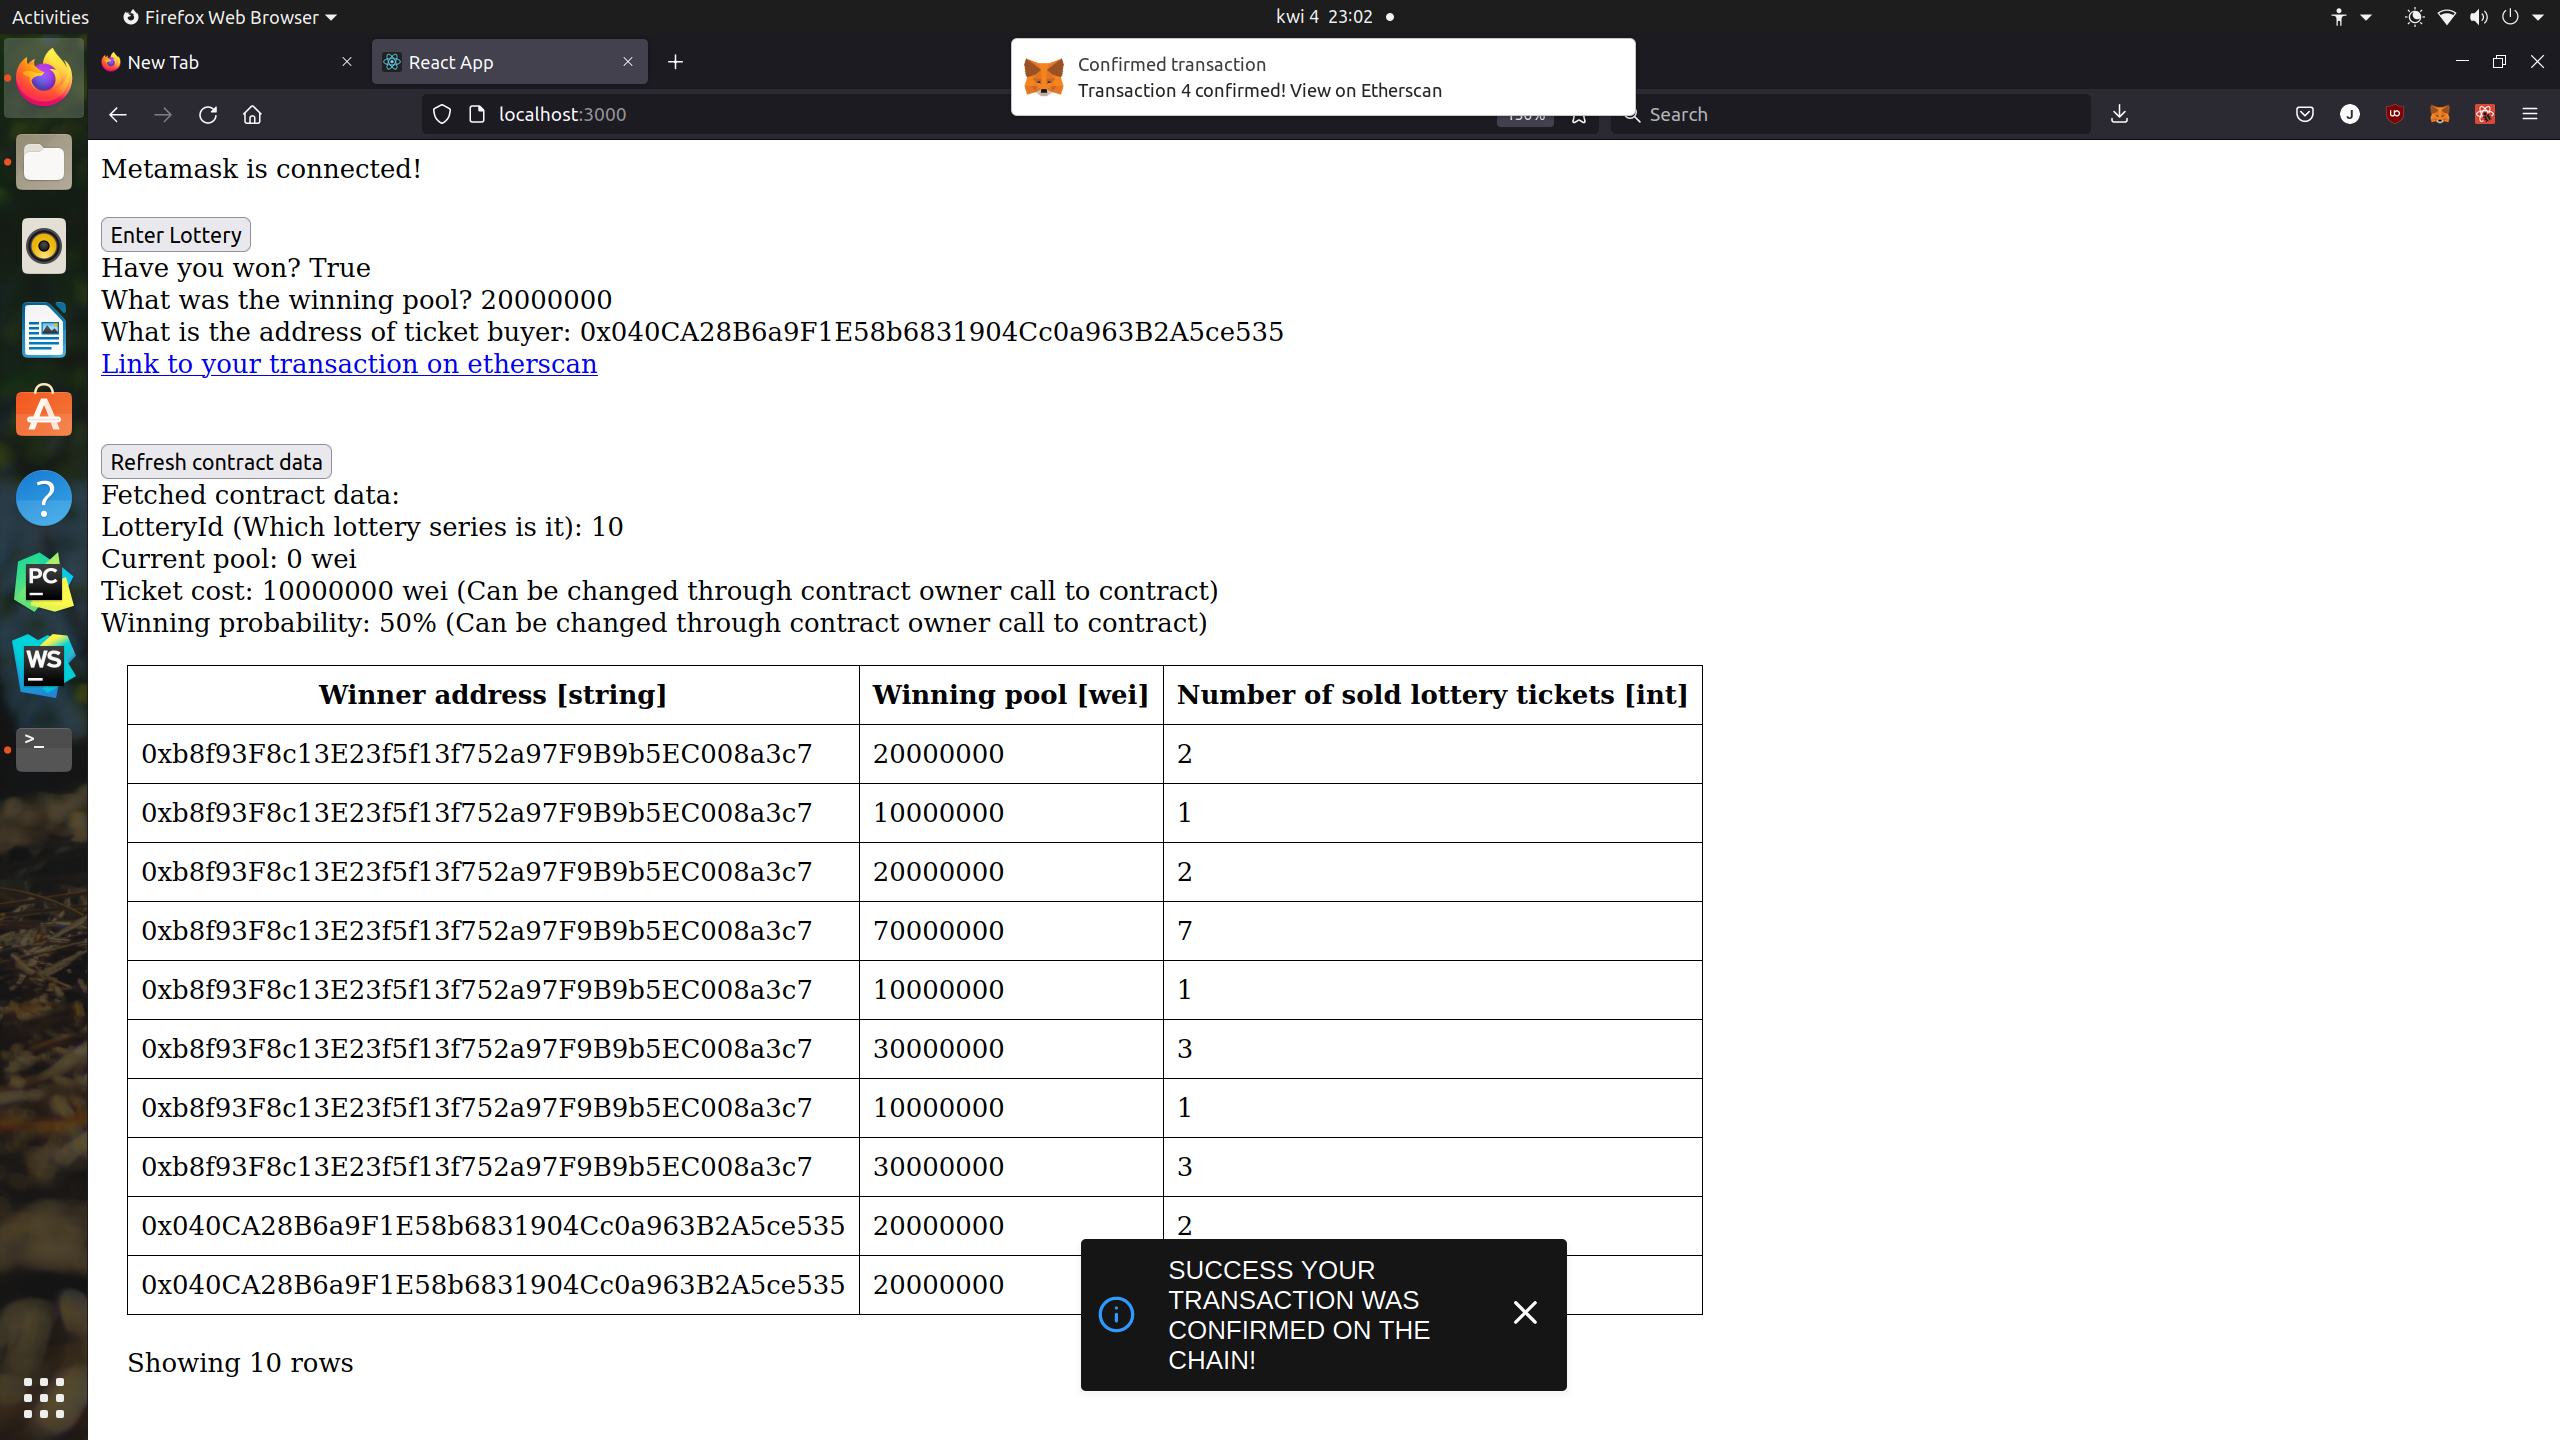 Activities
Firefox Web Browser
kwi 4 23:02
New Tab
React App
Confirmed transaction
Transaction 4 confirmed! View on Etherscan
localhost:3000
Search
Metamask is connected!
Enter Lottery
Have you won? True
What was the winning pool? 20000000
What is the address of ticket buyer: 0x040CA28B6a9F1E58b6831904Cc0a963B2A5ce535
Link to your transaction on etherscan
Refresh contract data
Fetched contract data:
LotteryId (Which lottery series is it): 10
Current pool: 0 wei
Ticket cost: 10000000 wei (Can be changed through contract owner call to contract)
Winning probability: 50% (Can be changed through contract owner call to contract)
Winner address [string] Winning pool [wei] Number of sold lottery tickets [int]
0xb8f93F8c13E23f5f13f752a97F9B9b5EC008a3c7 20000000 2
0xb8f93F8c13E23f5f13f752a97F9B9b5EC008a3c7 10000000 1
0xb8f93F8c13E23f5f13f752a97F9B9b5EC008a3c7 20000000 2
0xb8f93F8c13E23f5f13f752a97F9B9b5EC008a3c7 70000000 7
0xb8f93F8c13E23f5f13f752a97F9B9b5EC008a3c7 10000000 1
0xb8f93F8c13E23f5f13f752a97F9B9b5EC008a3c7 30000000 3
0xb8f93F8c13E23f5f13f752a97F9B9b5EC008a3c7 10000000 1
0xb8f93F8c13E23f5f13f752a97F9B9b5EC008a3c7 30000000 3
0x040CA28B6a9F1E58b6831904Cc0a963B2A5ce535 20000000 2
0x040CA28B6a9F1E58b6831904Cc0a963B2A5ce535 20000000
SUCCESS YOUR
TRANSACTION WAS
CONFIRMED ON THE
CHAIN!
Showing 10 rows
PC
WS